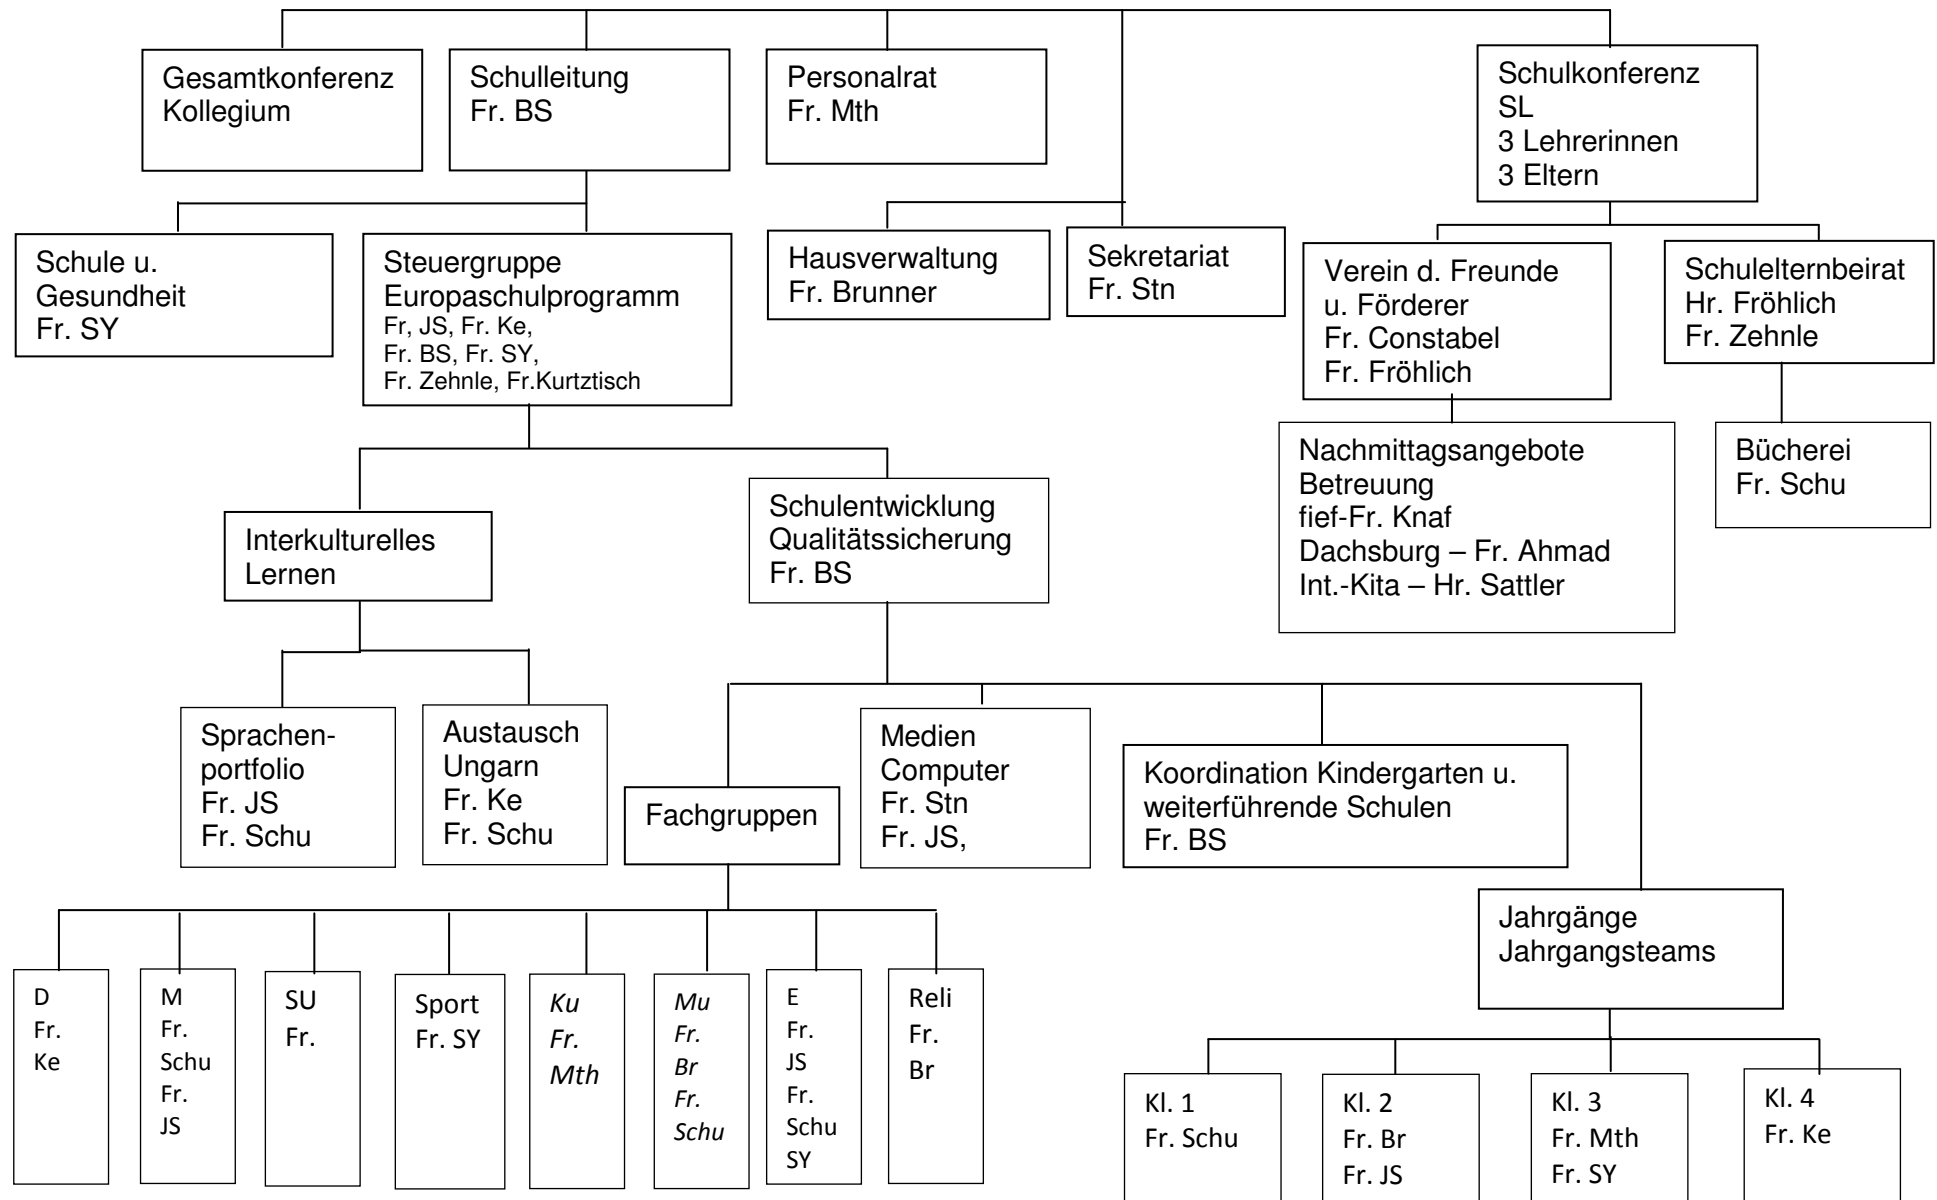 Gesamtkonferenz
Kollegium
Schulleitung
Fr. BS
Personalrat
Fr. Mth
Schulkonferenz
SL
3 Lehrerinnen
3 Eltern
Schule u.
Gesundheit
Fr. SY
Steuergruppe
Europaschulprogramm
Fr, JS, Fr. Ke,
Fr. BS, Fr. SY,
Fr. Zehnle, Fr.Kurtztisch
Hausverwaltung
Fr. Brunner
Sekretariat
Fr. Stn
Verein d. Freunde
u. Förderer
Fr. Constabel
Fr. Fröhlich
Schulelternbeirat
Hr. Fröhlich
Fr. Zehnle
Nachmittagsangebote
Betreuung
fief-Fr. Knaf
Dachsburg – Fr. Ahmad
Int.-Kita – Hr. Sattler
Bücherei
Fr. Schu
Interkulturelles
Lernen
Schulentwicklung
Qualitätssicherung
Fr. BS
Sprachen-
portfolio
Fr. JS
Fr. Schu
Austausch
Ungarn
Fr. Ke
Fr. Schu
Fachgruppen
Medien
Computer
Fr. Stn
Fr. JS,
Koordination Kindergarten u.
weiterführende Schulen
Fr. BS
Jahrgänge
Jahrgangsteams
D
Fr.
Ke
M
Fr.
Schu
Fr.
JS
SU
Fr.
Sport
Fr. SY
Ku
Fr.
Mth
Mu
Fr.
Br
Fr.
Schu
E
Fr.
JS
Fr.
Schu
SY
Reli
Fr.
Br
Kl. 1
Fr. Schu
Kl. 2
Fr. Br
Fr. JS
Kl. 3
Fr. Mth
Fr. SY
Kl. 4
Fr. Ke